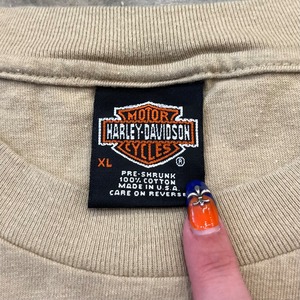 MOTOR
HARLEY-DAVIDSON
CYCLES
XL ®
PRE-SHRUNK
100% COTTON
MADE IN U.S.A.
CARE ON REVERSE